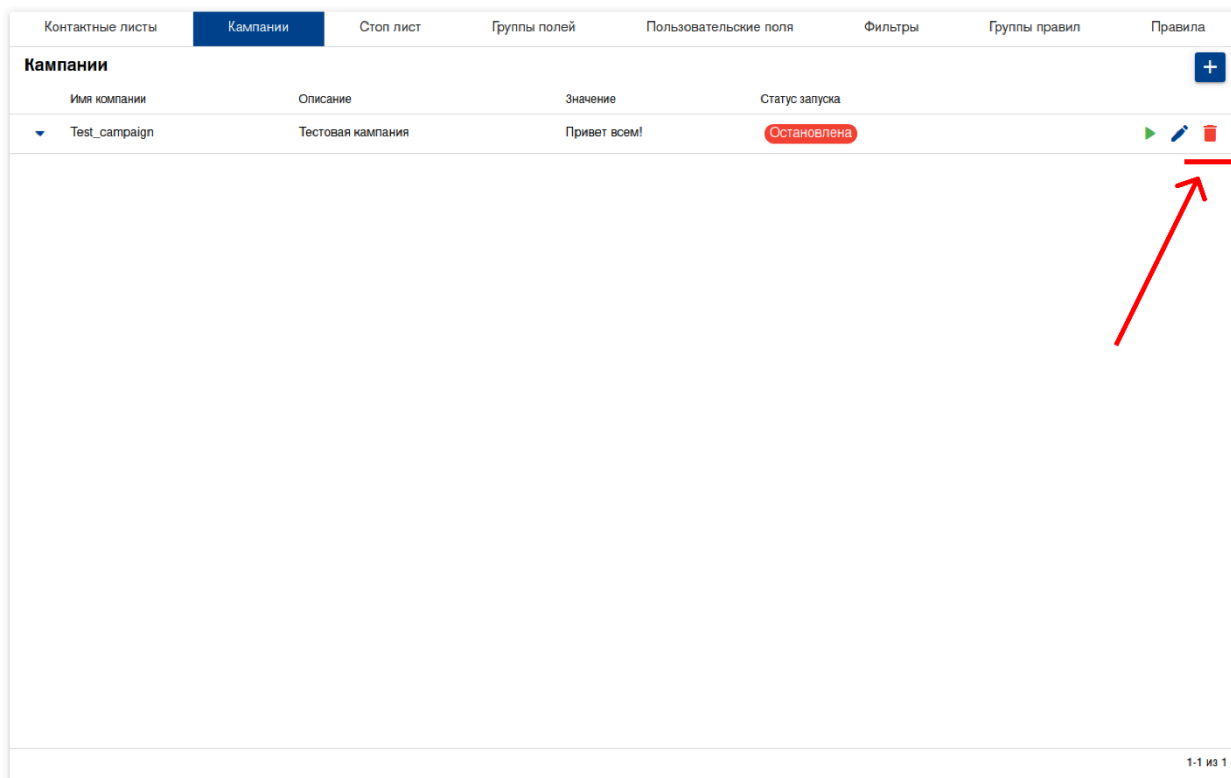 Контактные листы Кампании Стоп лист Группы полей Пользовательские поля Фильтры Группы правил Правила
Кампании
Имя компании Описание Значение Статус запуска
Test_campaign Тестовая кампания Привет всем! Остановлена
1-1 из 1